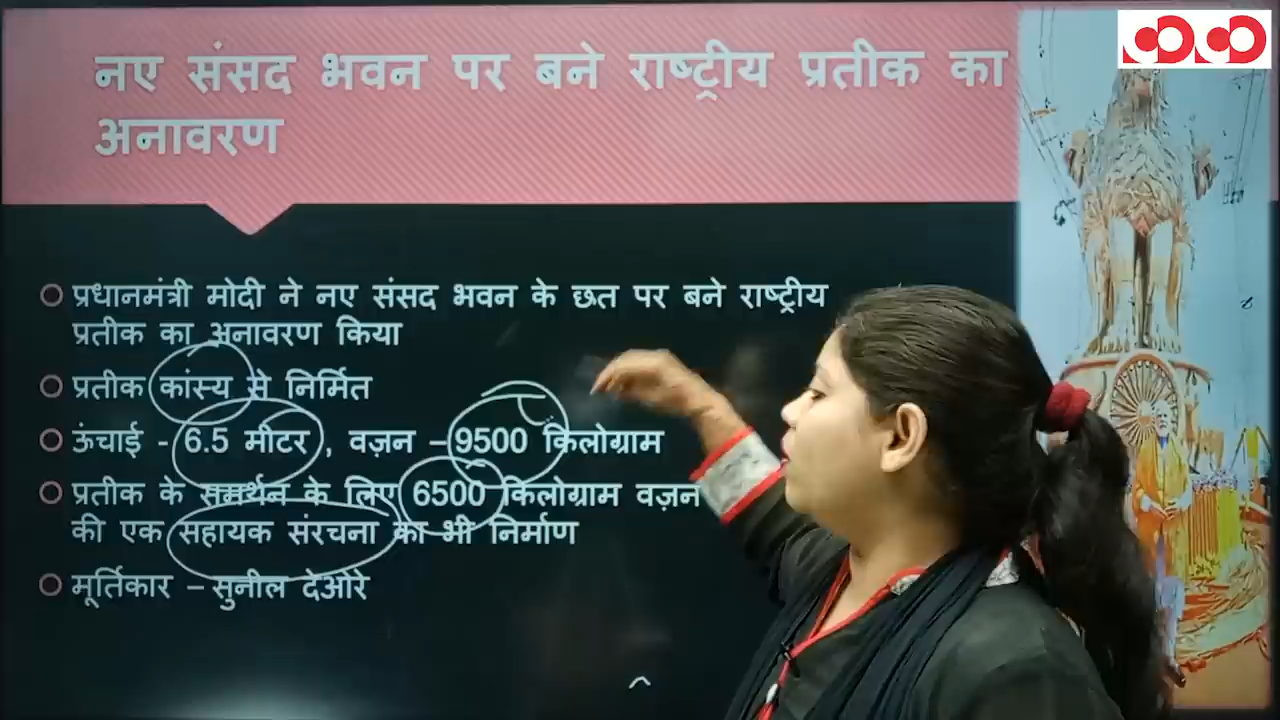 नए संसद भवन पर बने राष्ट्रीय प्रतीक का
अनावरण
प्रधानमंत्री मोदी ने नए संसद भवन के छत पर बने राष्ट्रीय
प्रतीक का अनावरण किया
प्रतीक कांस्य से निर्मित
ऊंचाई - 6.5 मीटर , वज़न –9500 किलोग्राम
प्रतीक के समर्थन के लिए 6500 किलोग्राम वज़न
की एक सहायक संरचना का भी निर्माण
मूर्तिकार – सुनील देओरे